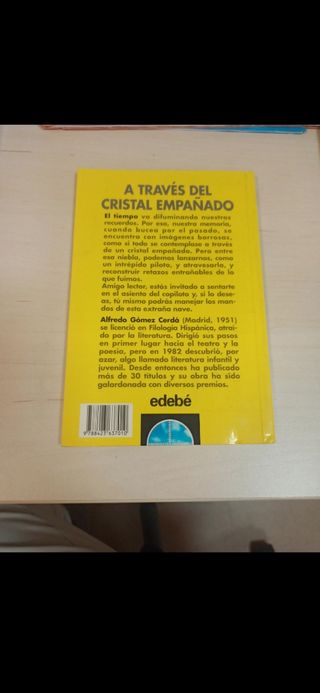 A TRAVÉS DEL
CRISTAL EMPAÑADO
El tiempo va difuminando nuestros
recuerdos. Por eso, nuestra memoria,
cuando bucea por el pasado, se
encuentra con imágenes borrosas,
como si todo se contemplase a través
de un cristal empañado. Pero entre
esa niebla, podemos lanzarnos, como
un intrépido piloto, y atravesarla, y
reconstruir retazos entrañables de lo
que fuimos.
Amigo lector, estás invitado a sentarte
en el asiento del copiloto y, si lo dese-
as, tú mismo podrás manejar los man-
dos de esta extraña nave.
Alfredo Gómez Cerdá (Madrid, 1951)
se licenció en Filología Hispánica, atraí-
do por la literatura. Dirigió sus pasos
en primer lugar hacia el teatro y la
poesía, pero en 1982 descubrió, por
azar, algo llamado literatura infantil y
juvenil. Desde entonces ha publicado
más de 30 títulos y su obra ha sido
galardonada con diversos premios.
edebé
9 788423 637010